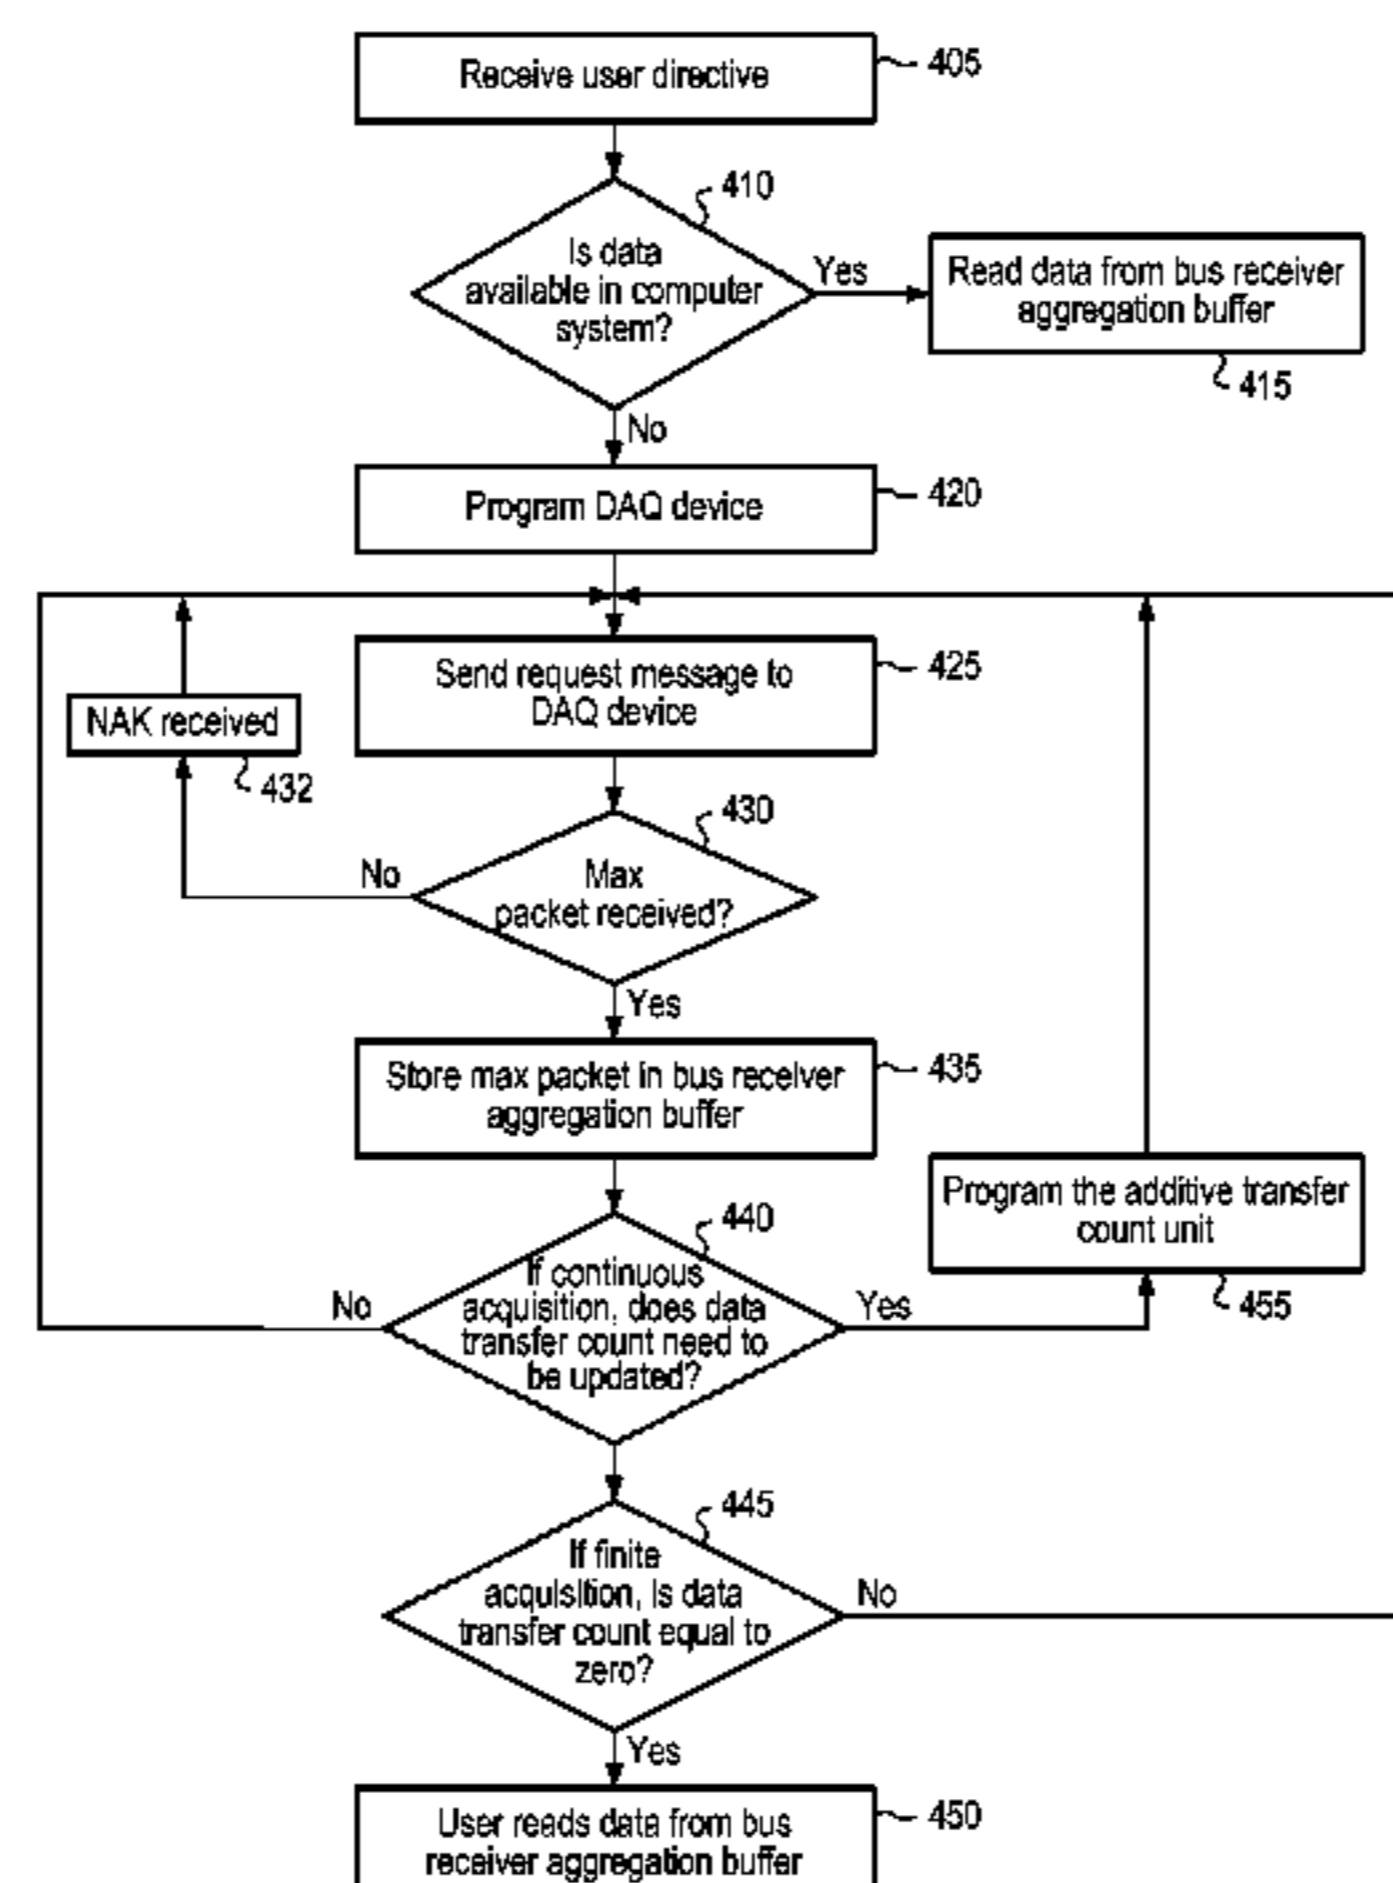 Receive user directive
405
410
Is data
available in computer
system?
Yes
Read data from bus receiver
aggregation buffer
415
No
Program DAQ device
420
Send request message to
DAQ device
425
NAK received
432
430
No
Max
packet received?
Yes
Store max packet in bus receiver
aggregation buffer
435
Program the additive transfer
count unit
455
440
No
If continuous
acquisition, does data
transfer count need to
be updated?
Yes
445
If finite
acquisition, is data
transfer count equal to
zero?
No
Yes
User reads data from bus
receiver aggregation buffer
450